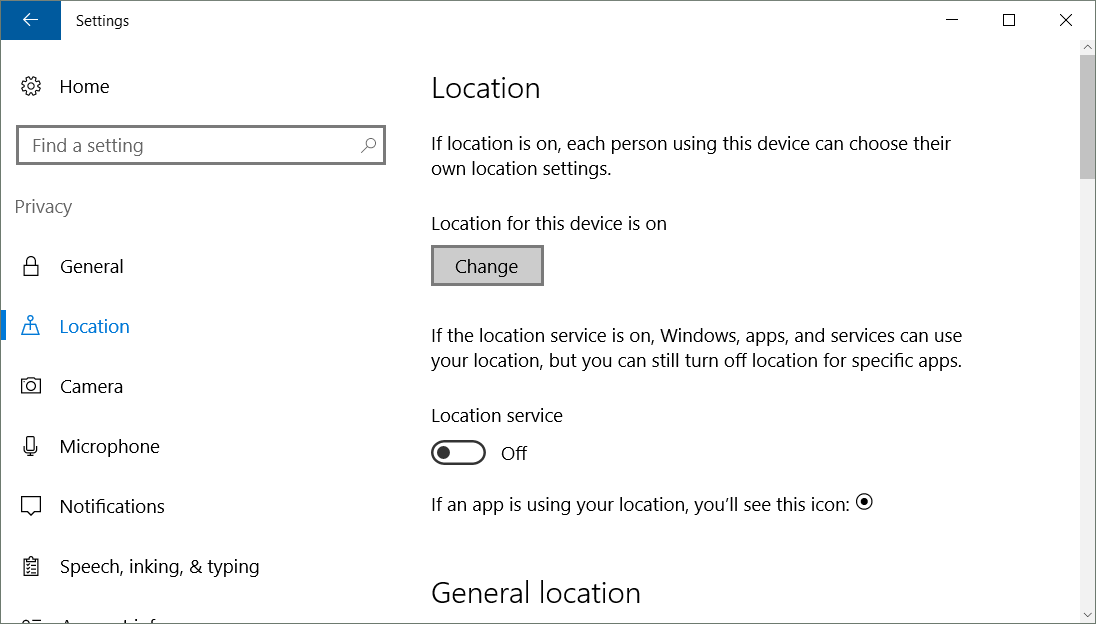 Settings
Home
Find a setting
Privacy
General
Location
Camera
Microphone
Notifications
Speech, inking, & typing
Location
If location is on, each person using this device can choose their
own location settings.
Location for this device is on
Change
If the location service is on, Windows, apps, and services can use
your location, but you can still turn off location for specific apps.
Location service
Off
If an app is using your location, you’ll see this icon:
General location